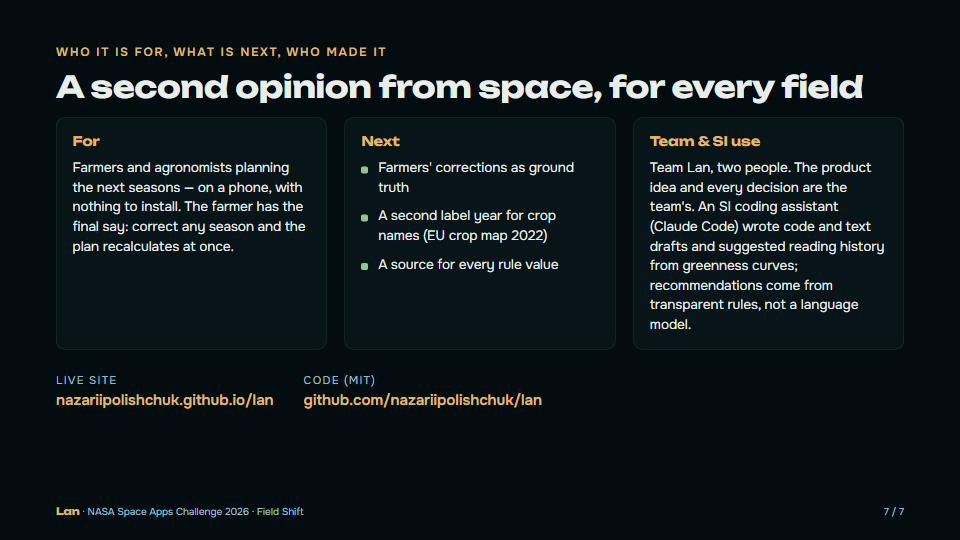 WHO IT IS FOR, WHAT IS NEXT, WHO MADE IT
A second opinion from space, for every field
For
Farmers and agronomists planning
the next seasons — on a phone, with
nothing to install. The farmer has the
final say: correct any season and the
plan recalculates at once.
Next
Farmers' corrections as ground
truth
A second label year for crop
names (EU crop map 2022)
A source for every rule value
Team & SI use
Team Lan, two people. The product
idea and every decision are the
team's. An SI coding assistant
(Claude Code) wrote code and text
drafts and suggested reading history
from greenness curves;
recommendations come from
transparent rules, not a language
model.
LIVE SITE
nazariipolishchuk.github.io/lan
CODE (MIT)
github.com/nazariipolishchuk/lan
Lan · NASA Space Apps Challenge 2026 · Field Shift
7 / 7